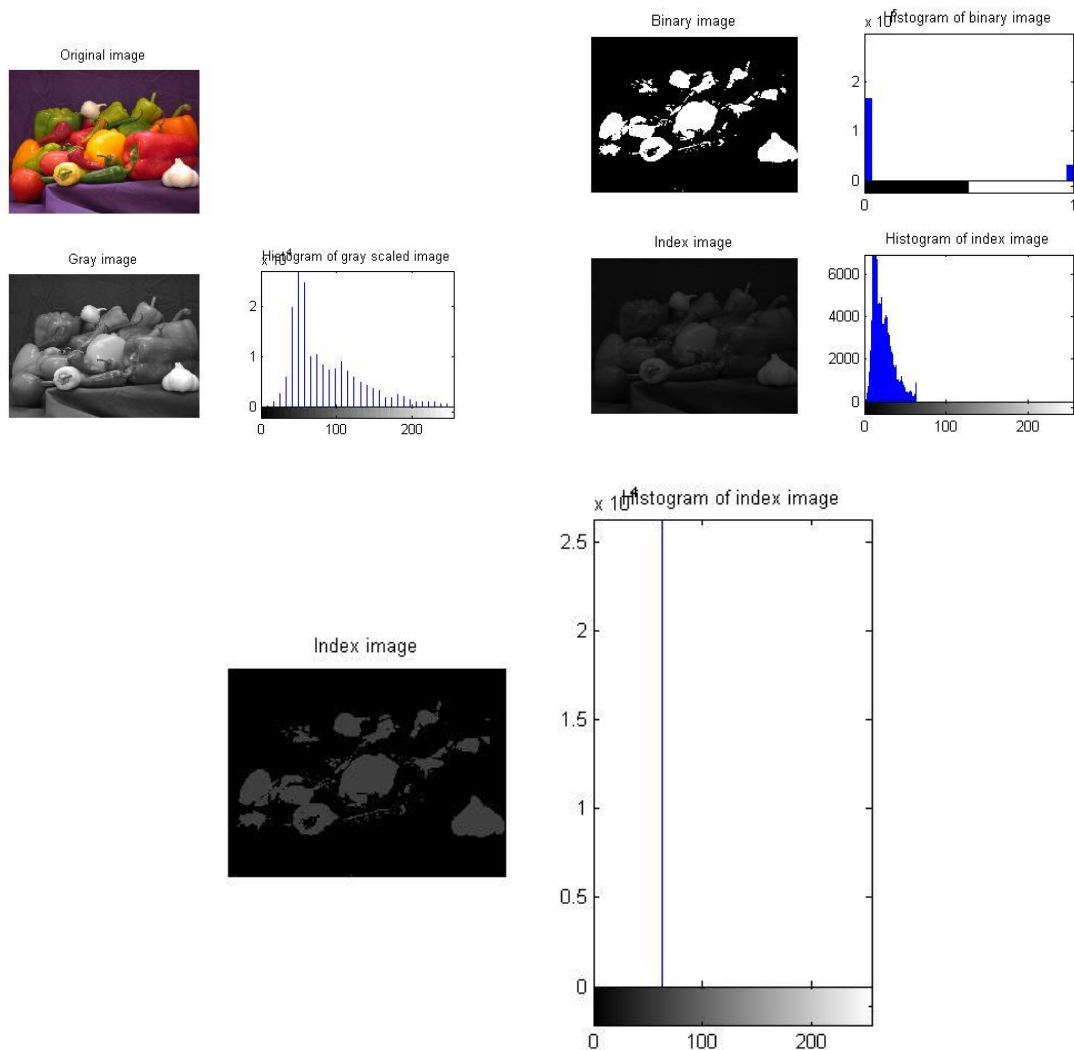 Original image
Binary image
x 10^5
Histogram of binary image
2
1
0
0
1
Gray image
x 10^4
Histogram of gray scaled image
2
1
0
0
100
200
Index image
Histogram of index image
6000
4000
2000
0
0
100
200
Index image
x 10^4
Histogram of index image
2.5
2
1.5
1
0.5
0
0
100
200